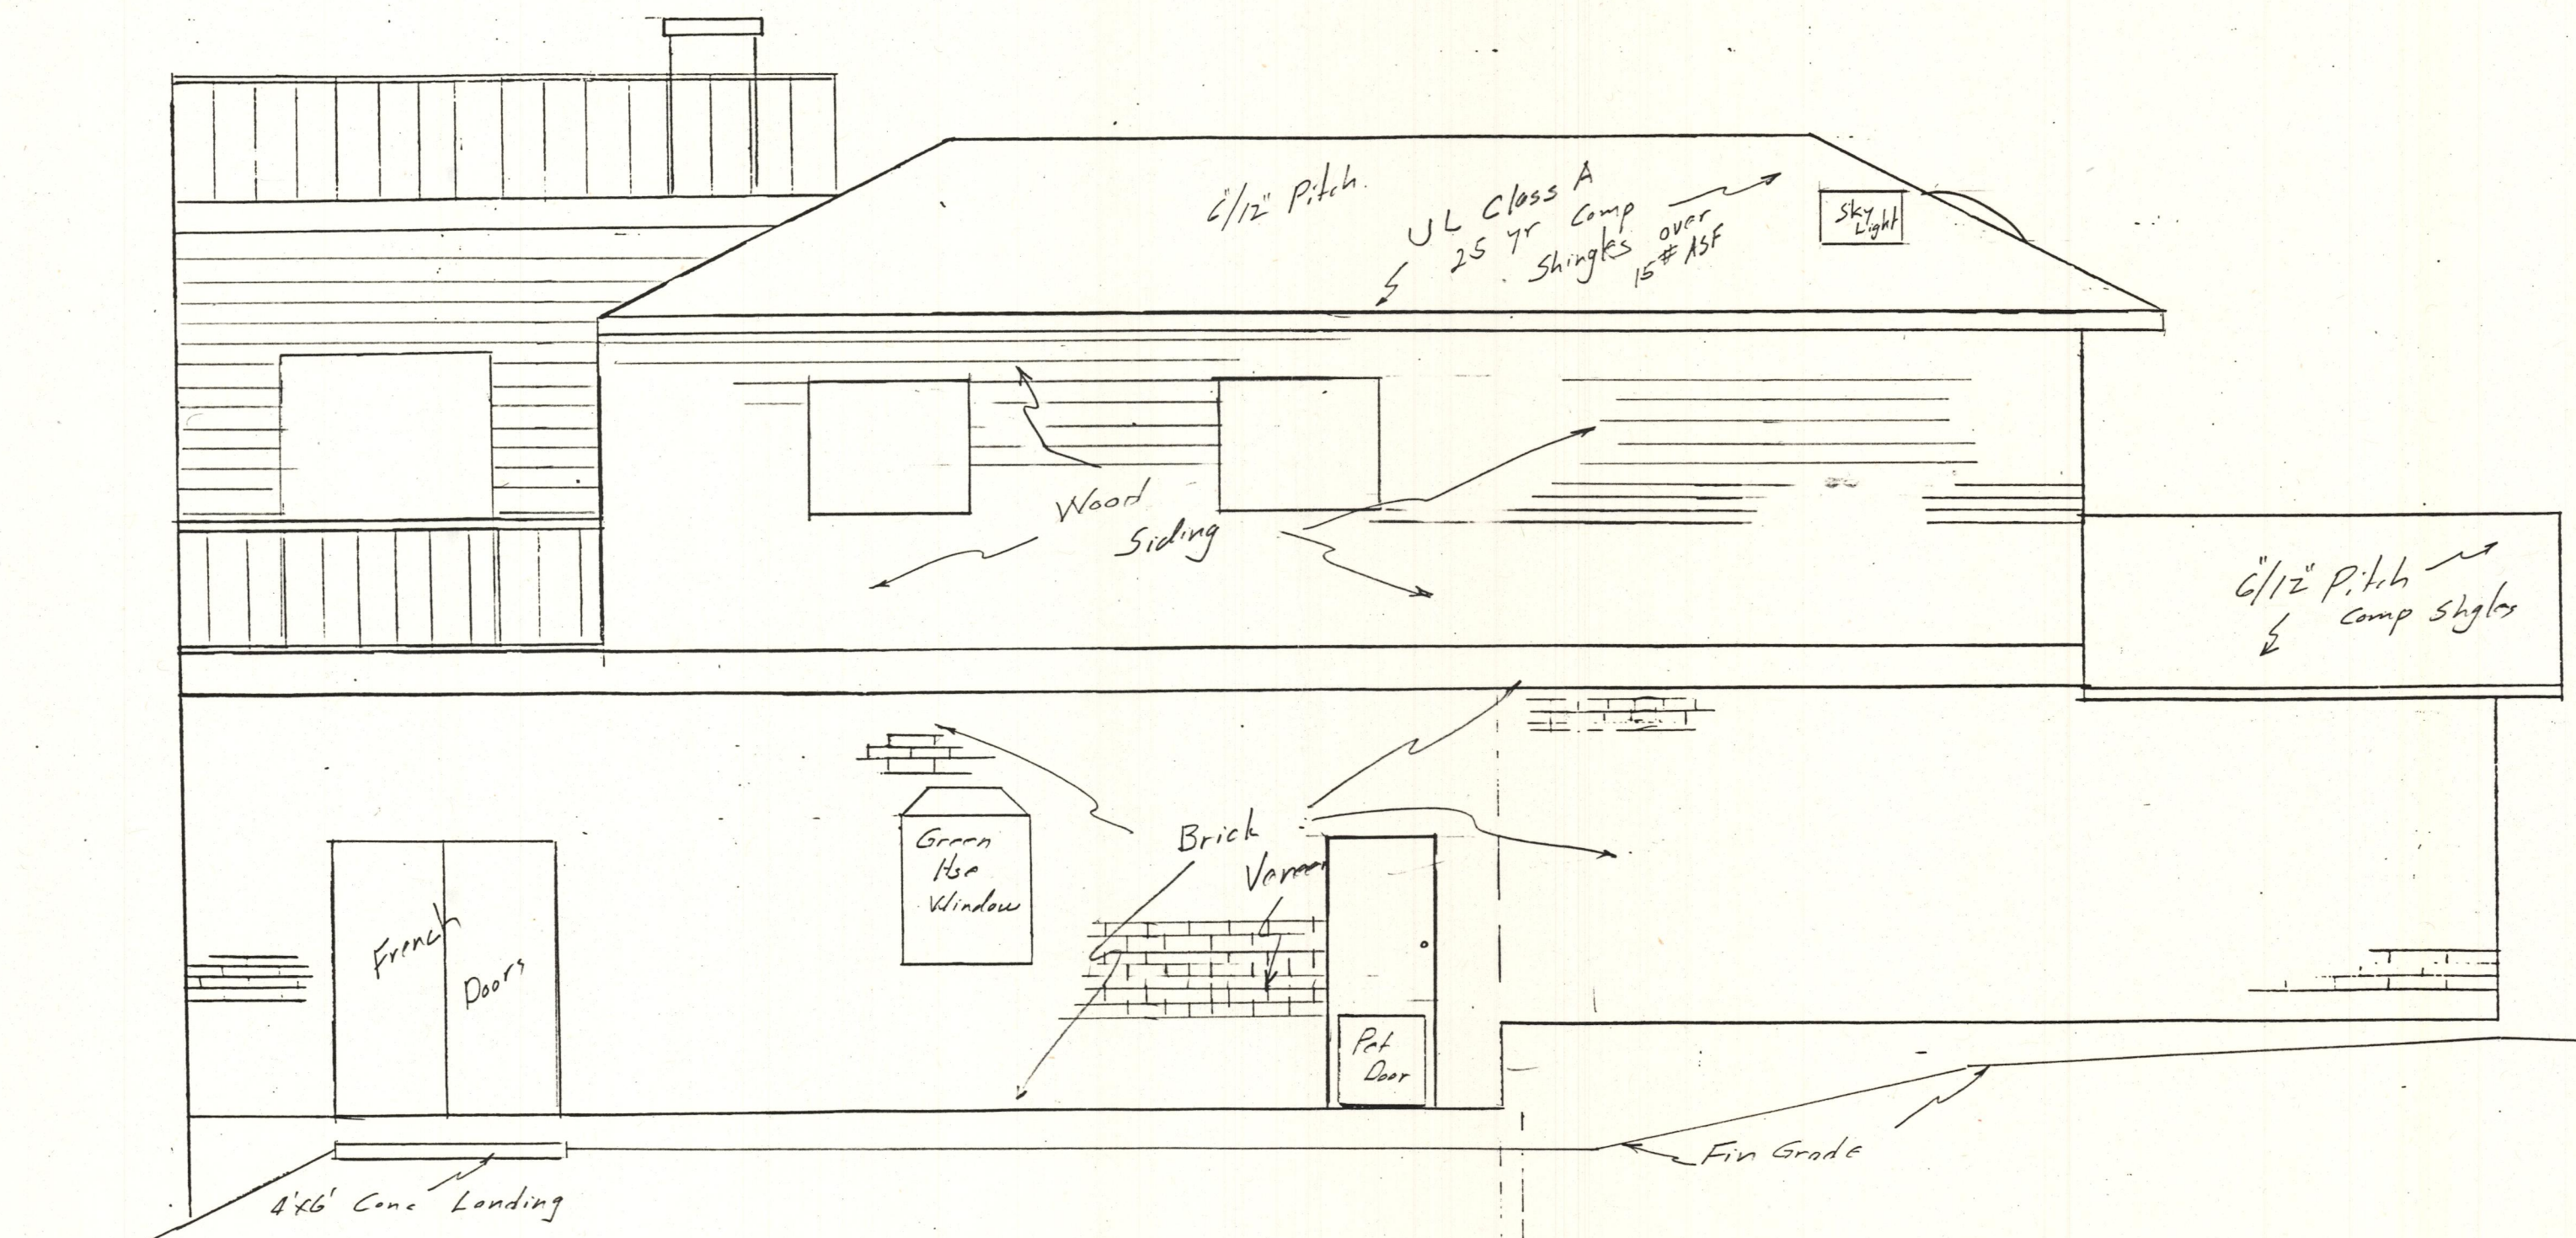 6"/12" Pitch.
UL Class A
25 yr Comp
Shingles over
15# ASF
Sky
Light
Wood
Siding
6"/12" Pitch
Comp Shgles
Brick
Veneer
Green
Hse
Window
French
Doors
Pet
Door
Fin Grade
4'x6' Conc Landing